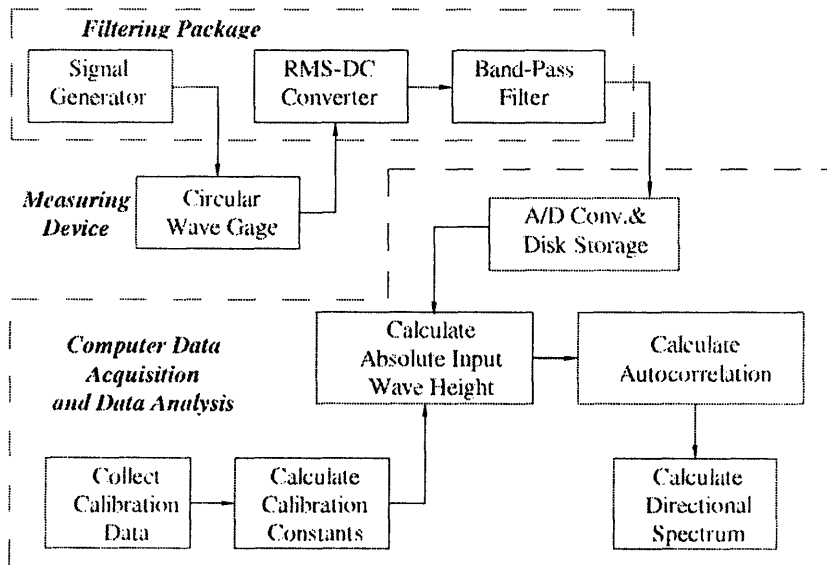 Filtering Package
Signal
Generator
RMS-DC
Converter
Band-Pass
Filter
Measuring
Device
Circular
Wave Gage
A/D Conv.&
Disk Storage
Computer Data
Acquisition
and Data Analysis
Calculate
Absolute Input
Wave Height
Calculate
Autocorrelation
Collect
Calibration
Data
Calculate
Calibration
Constants
Calculate
Directional
Spectrum